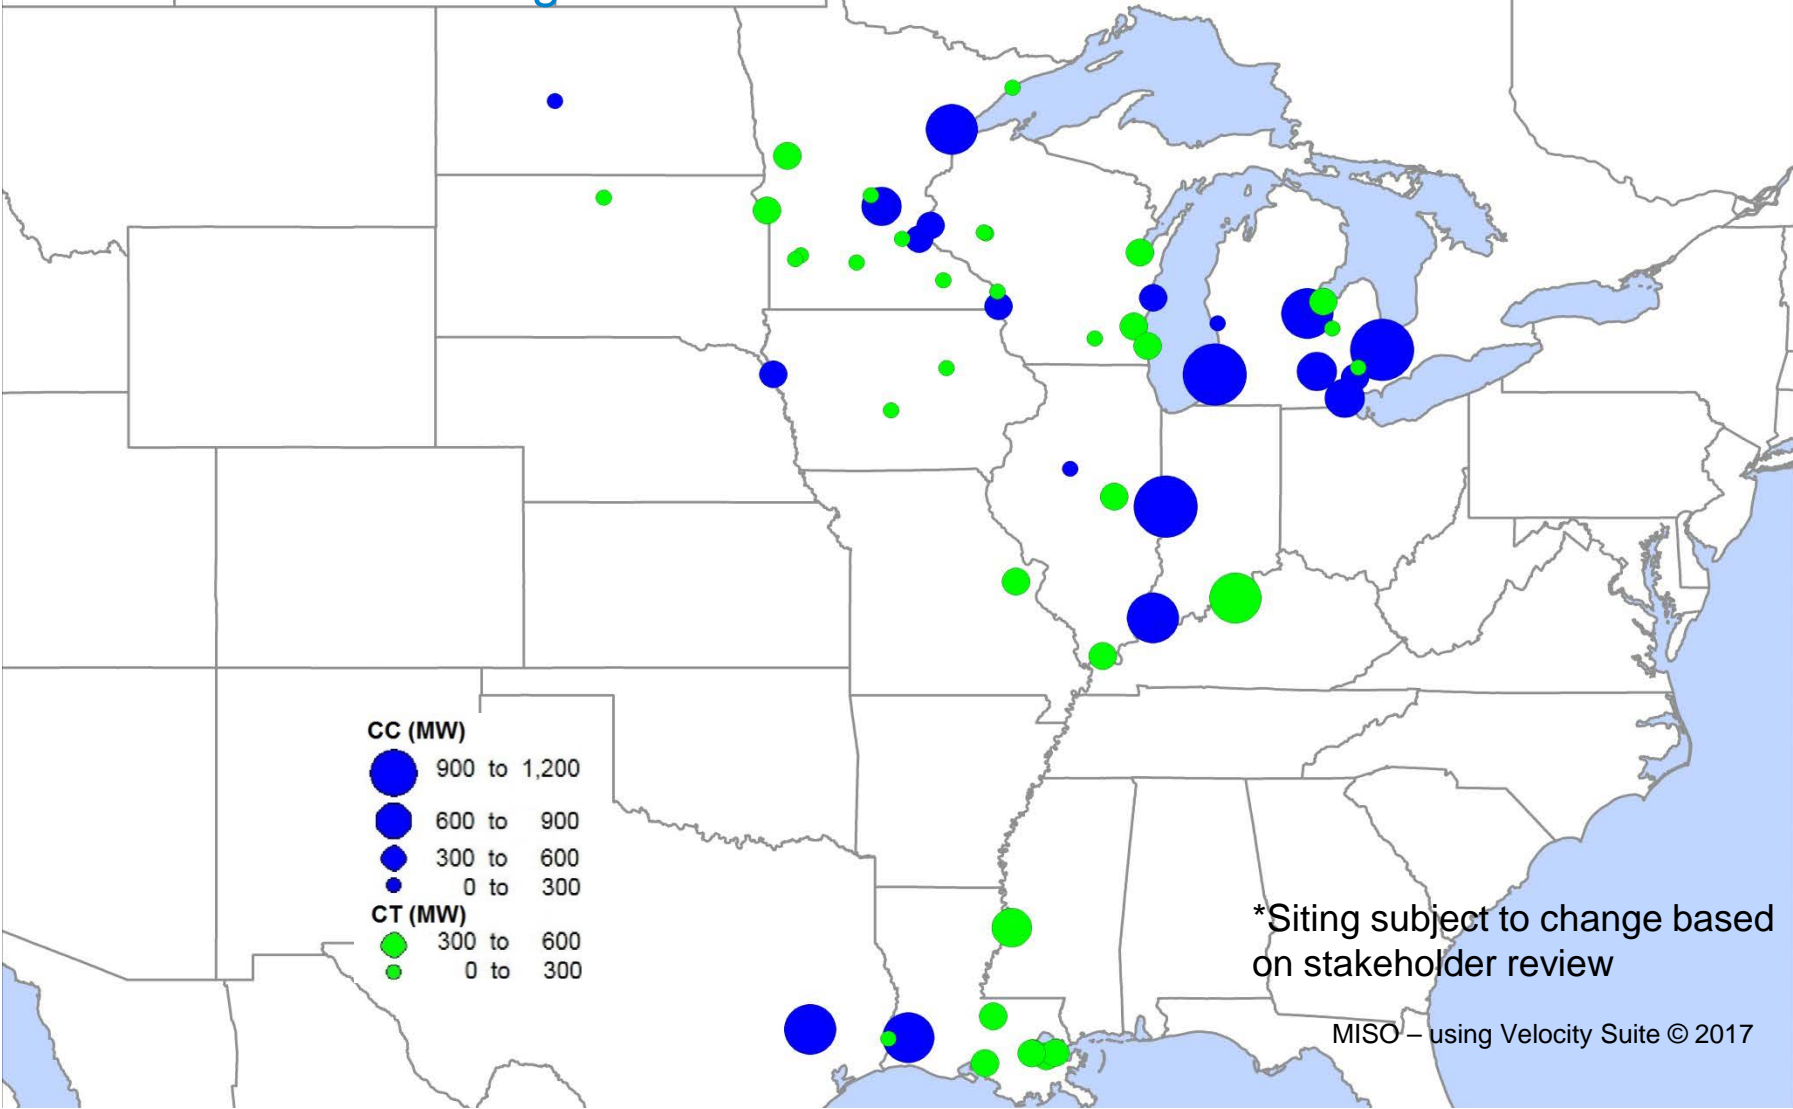 CC (MW)
900 to 1,200
600 to 900
300 to 600
0 to 300
CT (MW)
300 to 600
0 to 300
*Siting subject to change based
on stakeholder review
MISO – using Velocity Suite © 2017